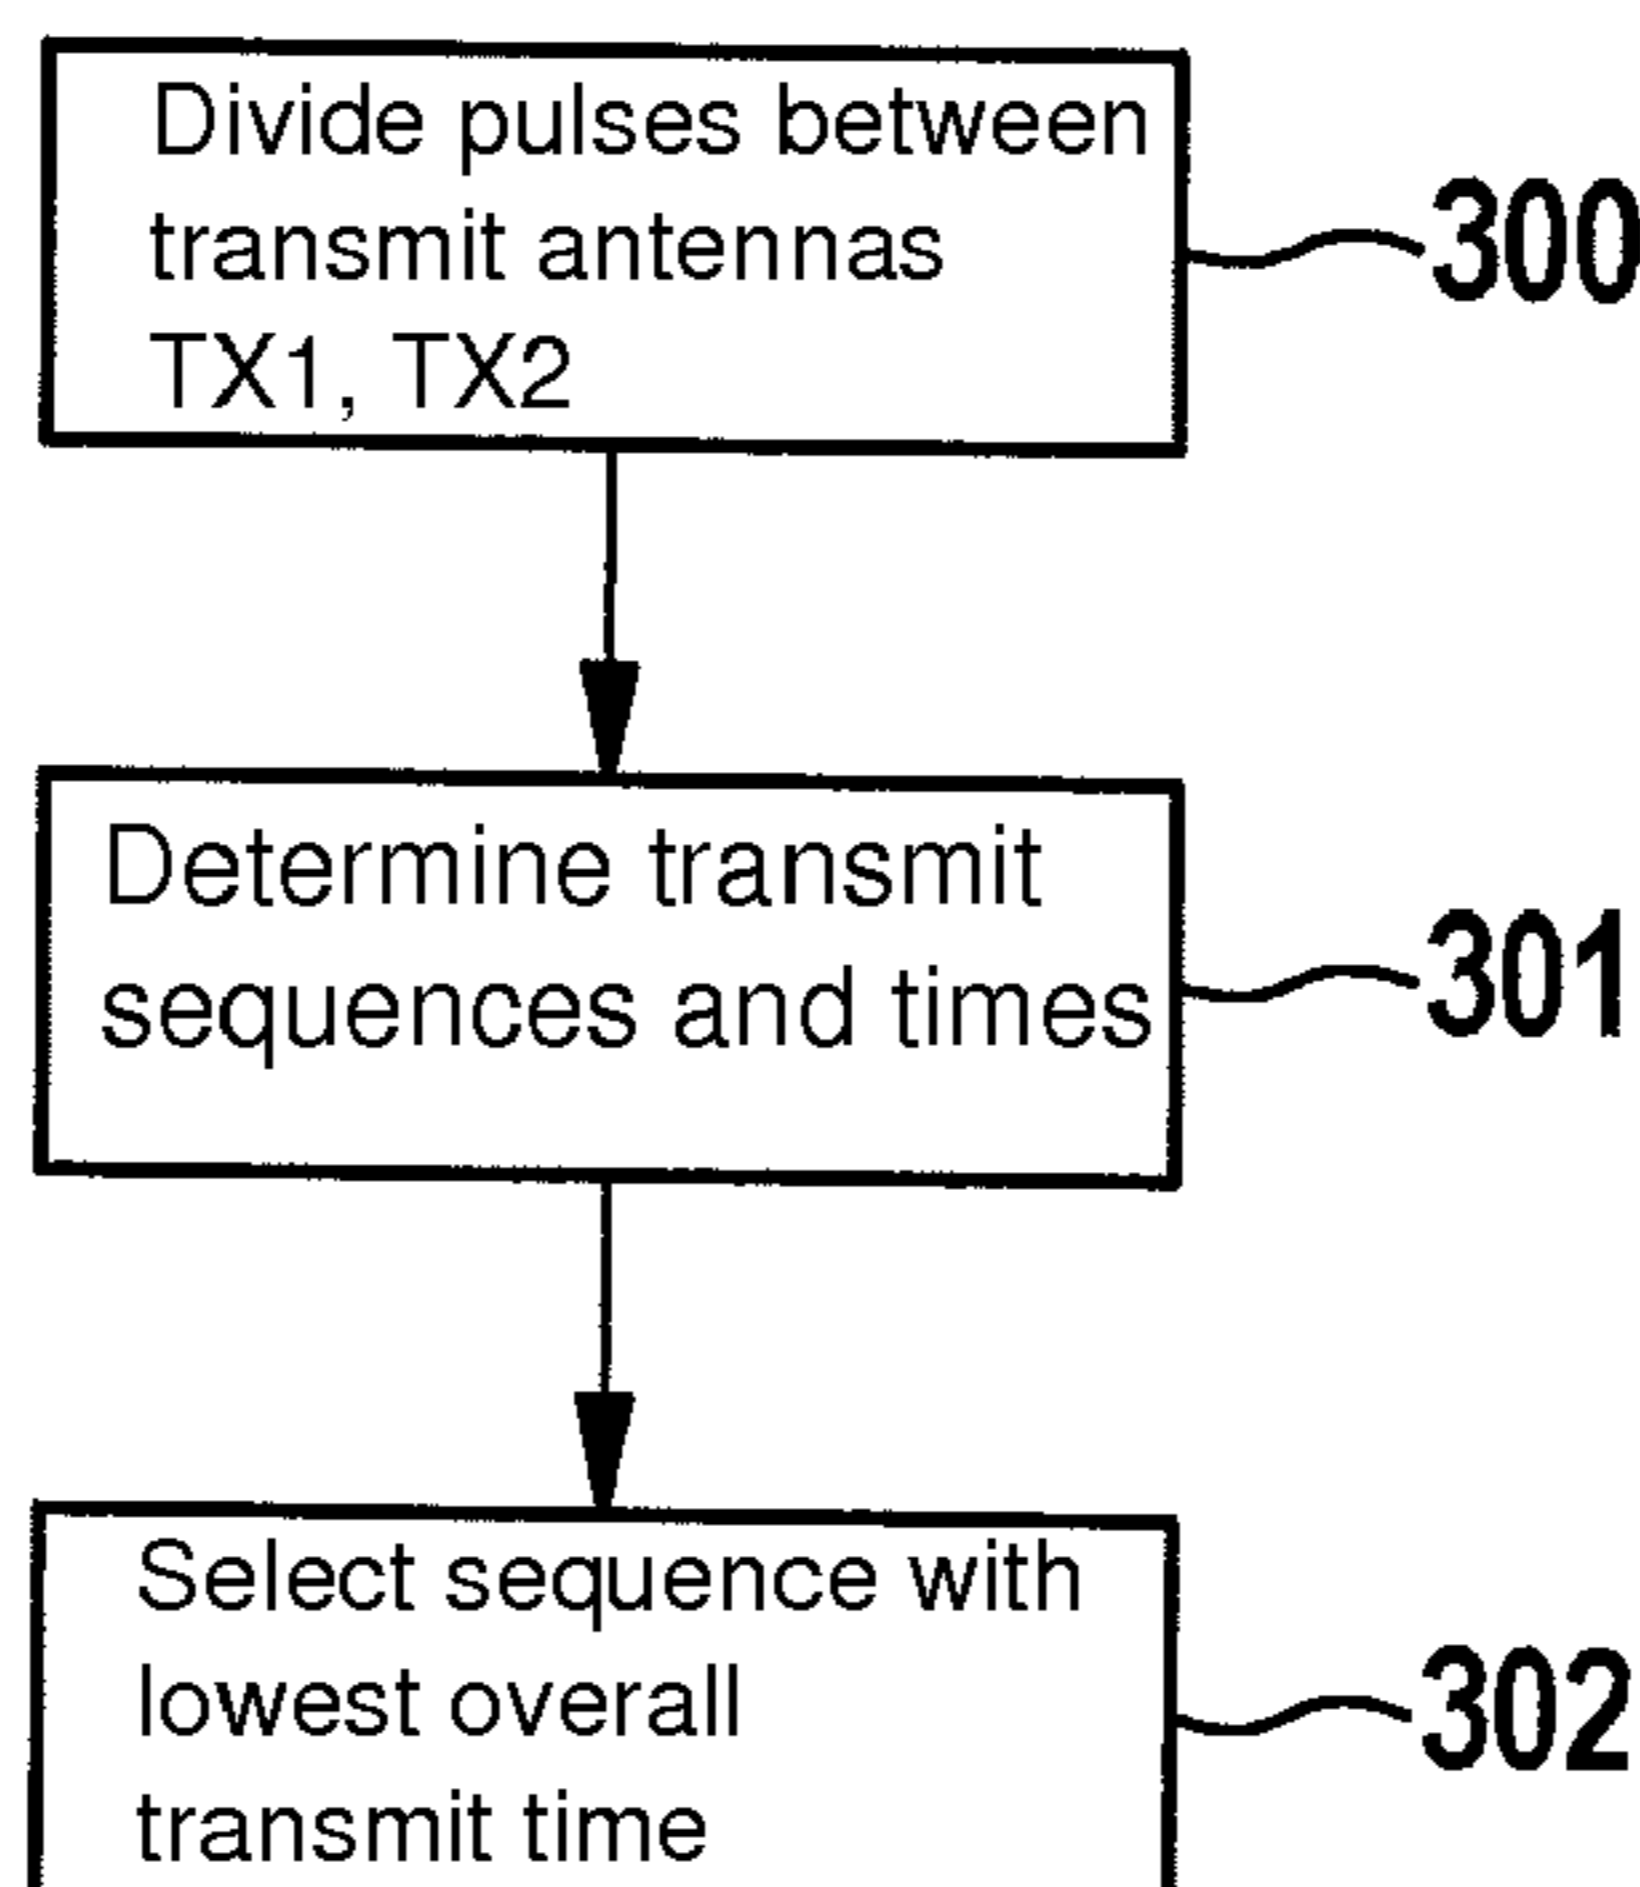 Divide pulses between
transmit antennas
TX1, TX2
300
Determine transmit
sequences and times
301
Select sequence with
lowest overall
transmit time
302